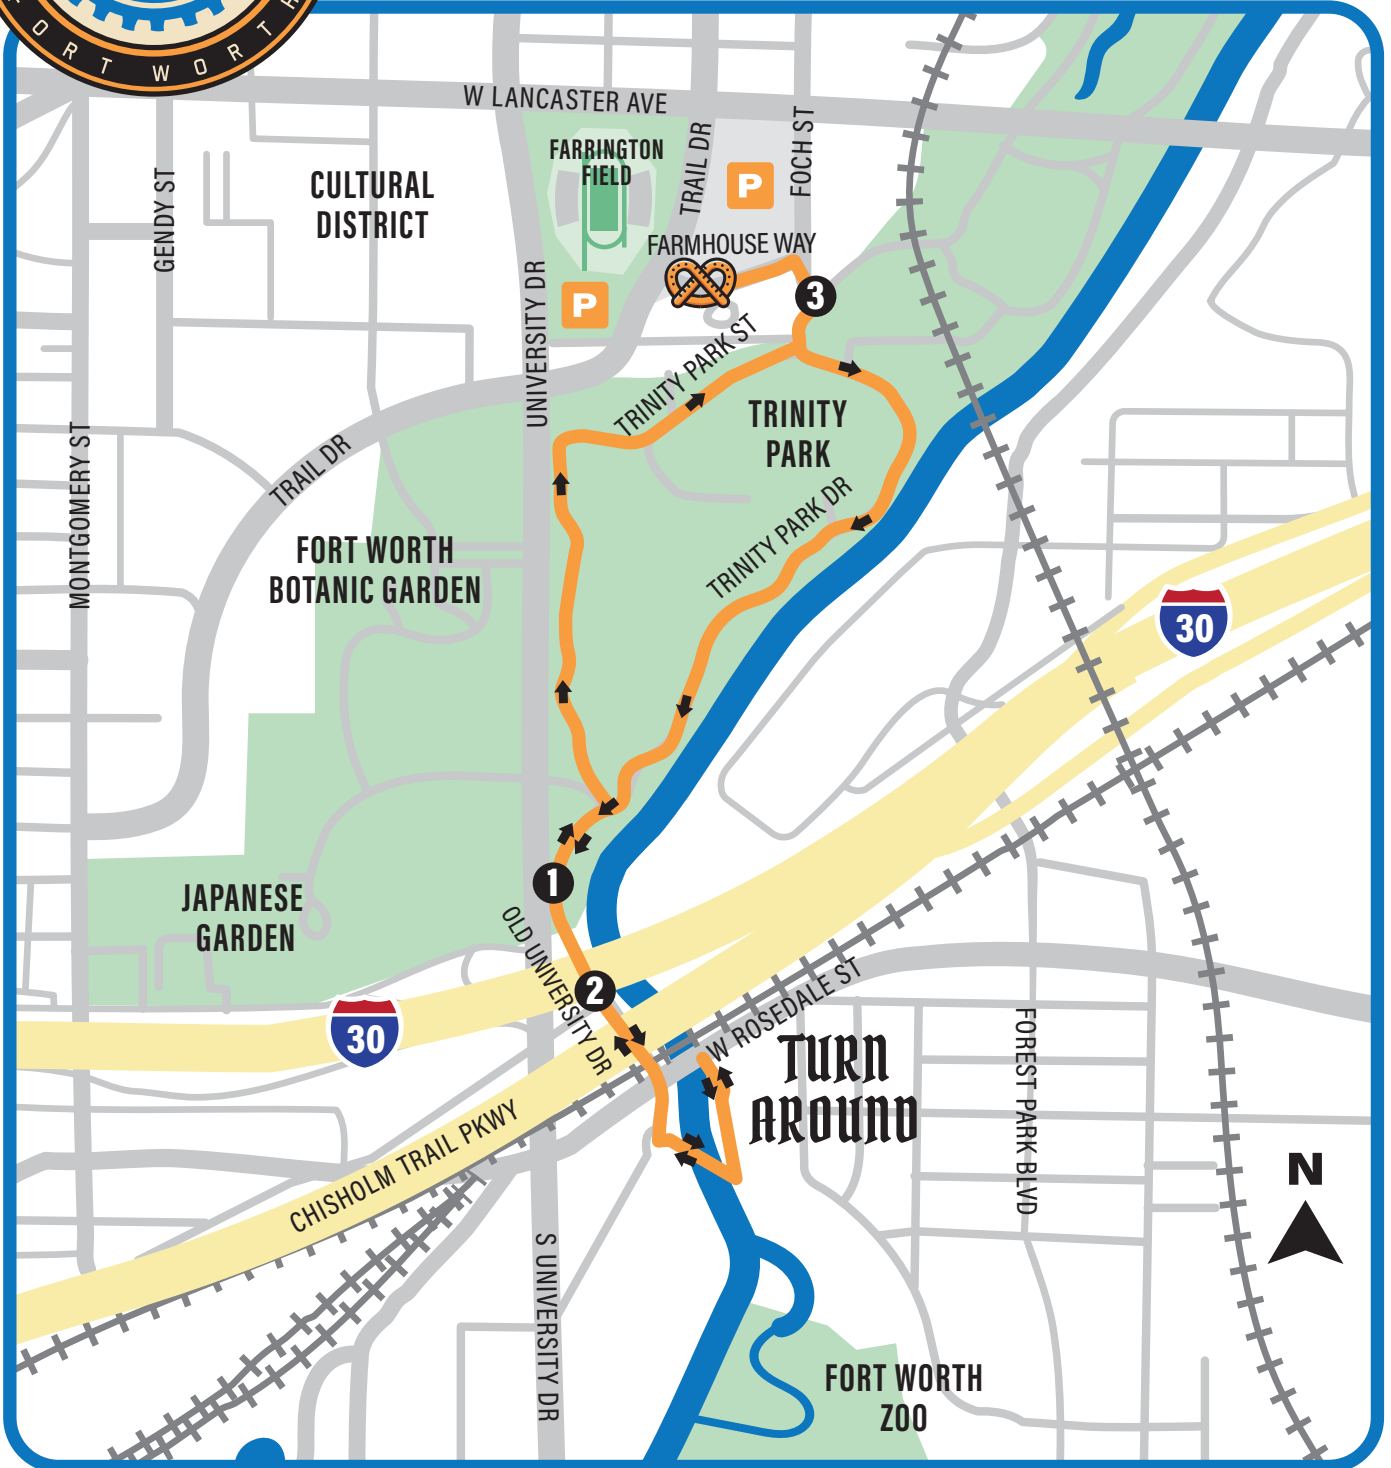 FORT WORTH
W LANCASTER AVE
FARRINGTON
FIELD
TRAIL DR
P
FOCH ST
GENDY ST
CULTURAL
DISTRICT
FARMHOUSE WAY
UNIVERSITY DR
P
3
TRINITY PARK ST
TRINITY
PARK
MONTGOMERY ST
TRAIL DR
TRINITY PARK DR
FORT WORTH
BOTANIC GARDEN
30
1
JAPANESE
GARDEN
OLD UNIVERSITY DR
2
W ROSEDALE ST
30
TURN
AROUND
FOREST PARK BLVD
CHISHOLM TRAIL PKWY
N
S UNIVERSITY DR
FORT WORTH
ZOO